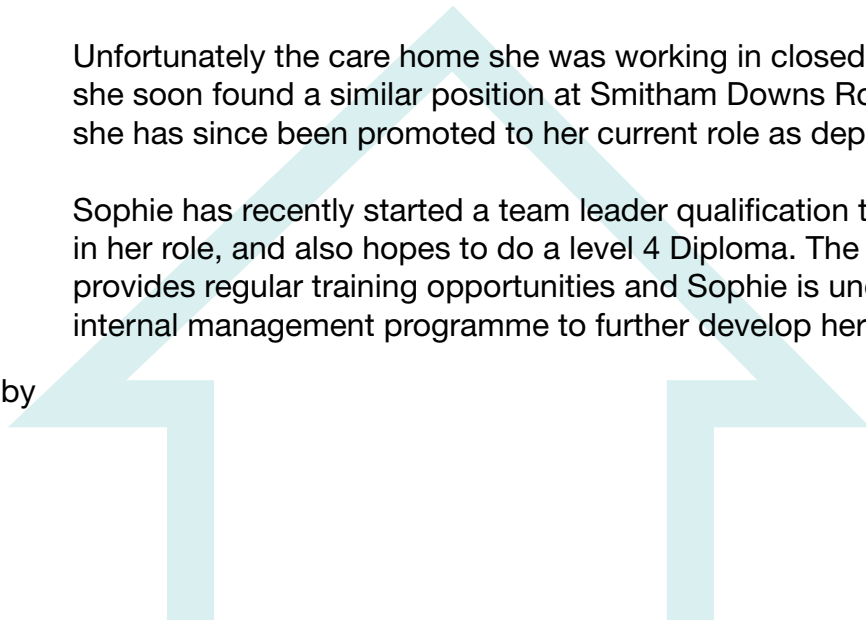 Unfortunately the care home she was working in closed
she soon found a similar position at Smitham Downs
she has since been promoted to her current role as
Sophie has recently started a team leader qualification
in her role, and also hopes to do a level 4 Diploma. The
provides regular training opportunities and Sophie is
internal management programme to further develop her
by